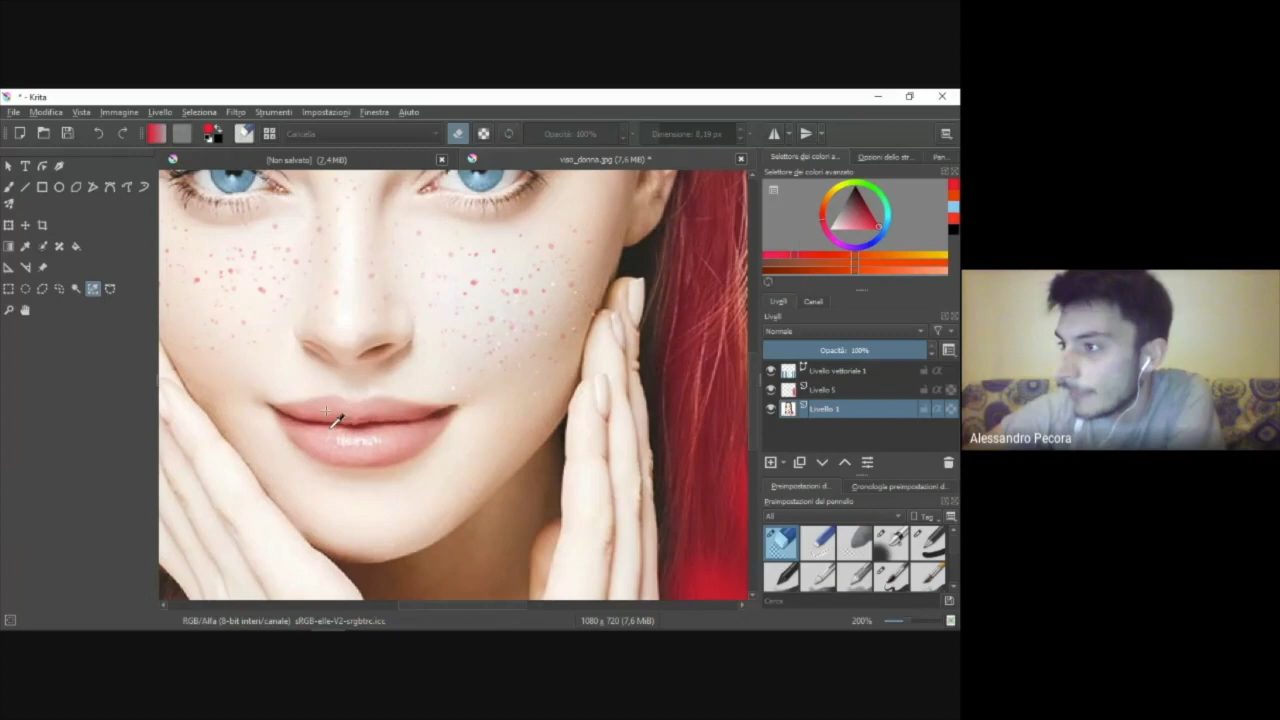 * - Krita
File Modifica Vista Immagine Livello Seleziona Filtro Strumenti Impostazioni Finestra Aiuto
Cancella
Opacità: 100%
Dimensione: 8,19 px
[Non salvato] (2,4 MiB)
viso_donna.jpg (7,6 MiB) *
Selettore dei colori a...
Opzioni dello str...
Pan...
Selettore dei colori avanzato
Livelli
Canali
Livelli
Normale
Opacità: 100%
Livello vettoriale 1
Livello 5
Livello 1
Preimpostazioni d...
Cronologia preimpostazioni d...
Preimpostazioni del pennello
All
Tag
Cerca
RGB/Alfa (8-bit interi/canale) sRGB-elle-V2-srgbtrc.icc
1080 x 720 (7,6 MiB)
200%
Alessandro Pecora